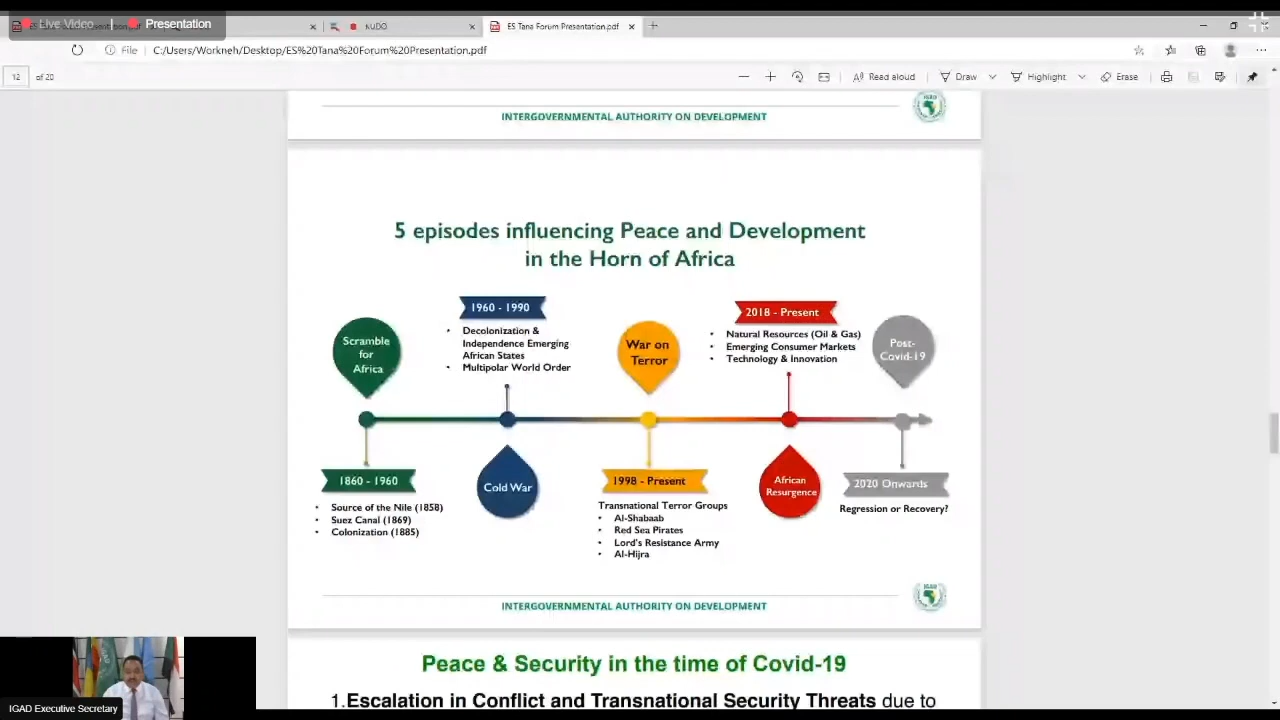 Live Video | Presentation
NUDO
ES Tane Forum Presentation.pdf
File C:/Users/Workneh/Desktop/ES%20Tana%20Forum%20Presentation.pdf
12 of 20
Read aloud
Draw
Highlight
Erase
INTERGOVERNMENTAL AUTHORITY ON DEVELOPMENT
5 episodes influencing Peace and Development
in the Horn of Africa
Scramble
for
Africa
1860 - 1960
• Source of the Nile (1858)
• Suez Canal (1869)
• Colonization (1885)
1960 - 1990
• Decolonization &
Independence Emerging
African States
• Multipolar World Order
Cold War
War on
Terror
1998 - Present
Transnational Terror Groups
• Al-Shabaab
• Red Sea Pirates
• Lord's Resistance Army
• Al-Hijra
2018 - Present
• Natural Resources (Oil & Gas)
• Emerging Consumer Markets
• Technology & Innovation
African
Resurgence
Post-
Covid-19
2020 Onwards
Regression or Recovery?
INTERGOVERNMENTAL AUTHORITY ON DEVELOPMENT
Peace & Security in the time of Covid-19
1.Escalation in Conflict and Transnational Security Threats due to
IGAD Executive Secretary